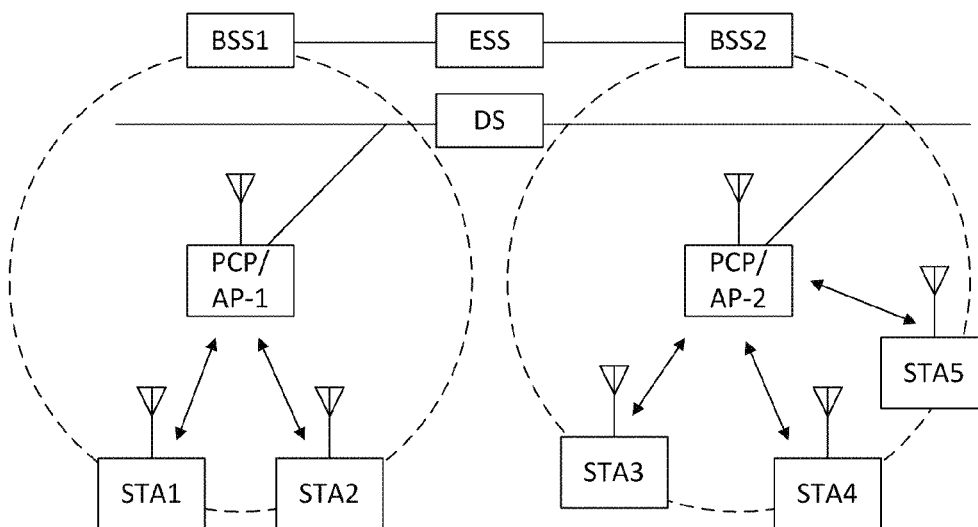 BSS1
ESS
BSS2
DS
PCP/
AP-1
PCP/
AP-2
STA5
STA3
STA1
STA2
STA4